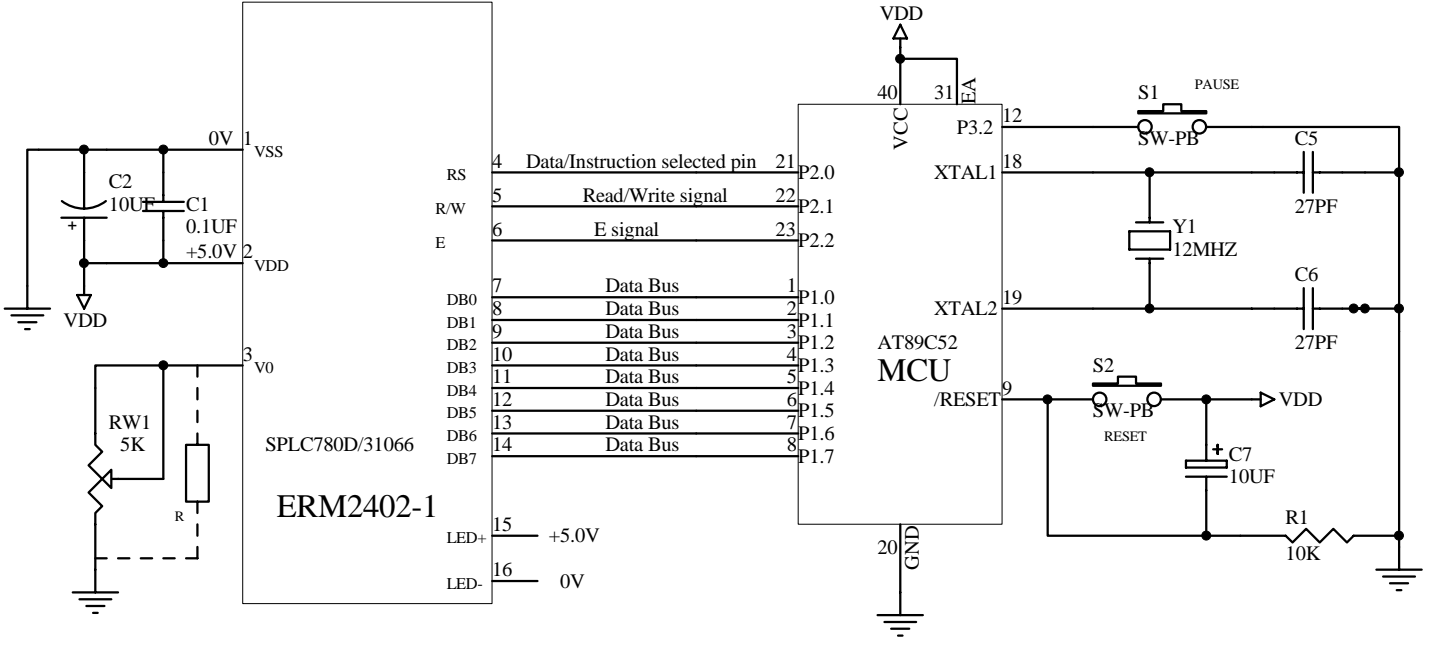 VDD
40
VCC
31
EA
0V
1
VSS
C2
10UF
+
C1
0.1UF
+5.0V
2
VDD
VDD
3
V0
RW1
5K
R
SPLC780D/31066
ERM2402-1
RS
4
Data/Instruction selected pin
21
P2.0
R/W
5
Read/Write signal
22
P2.1
E
6
E signal
23
P2.2
DB0
7
Data Bus
1
P1.0
DB1
8
Data Bus
2
P1.1
DB2
9
Data Bus
3
P1.2
DB3
10
Data Bus
4
P1.3
DB4
11
Data Bus
5
P1.4
DB5
12
Data Bus
6
P1.5
DB6
13
Data Bus
7
P1.6
DB7
14
Data Bus
8
P1.7
LED+
15
+5.0V
LED-
16
0V
AT89C52
MCU
P3.2
12
S1
PAUSE
SW-PB
XTAL1
18
C5
27PF
Y1
12MHZ
XTAL2
19
C6
27PF
/RESET
9
S2
SW-PB
RESET
VDD
+
C7
10UF
R1
10K
20
GND